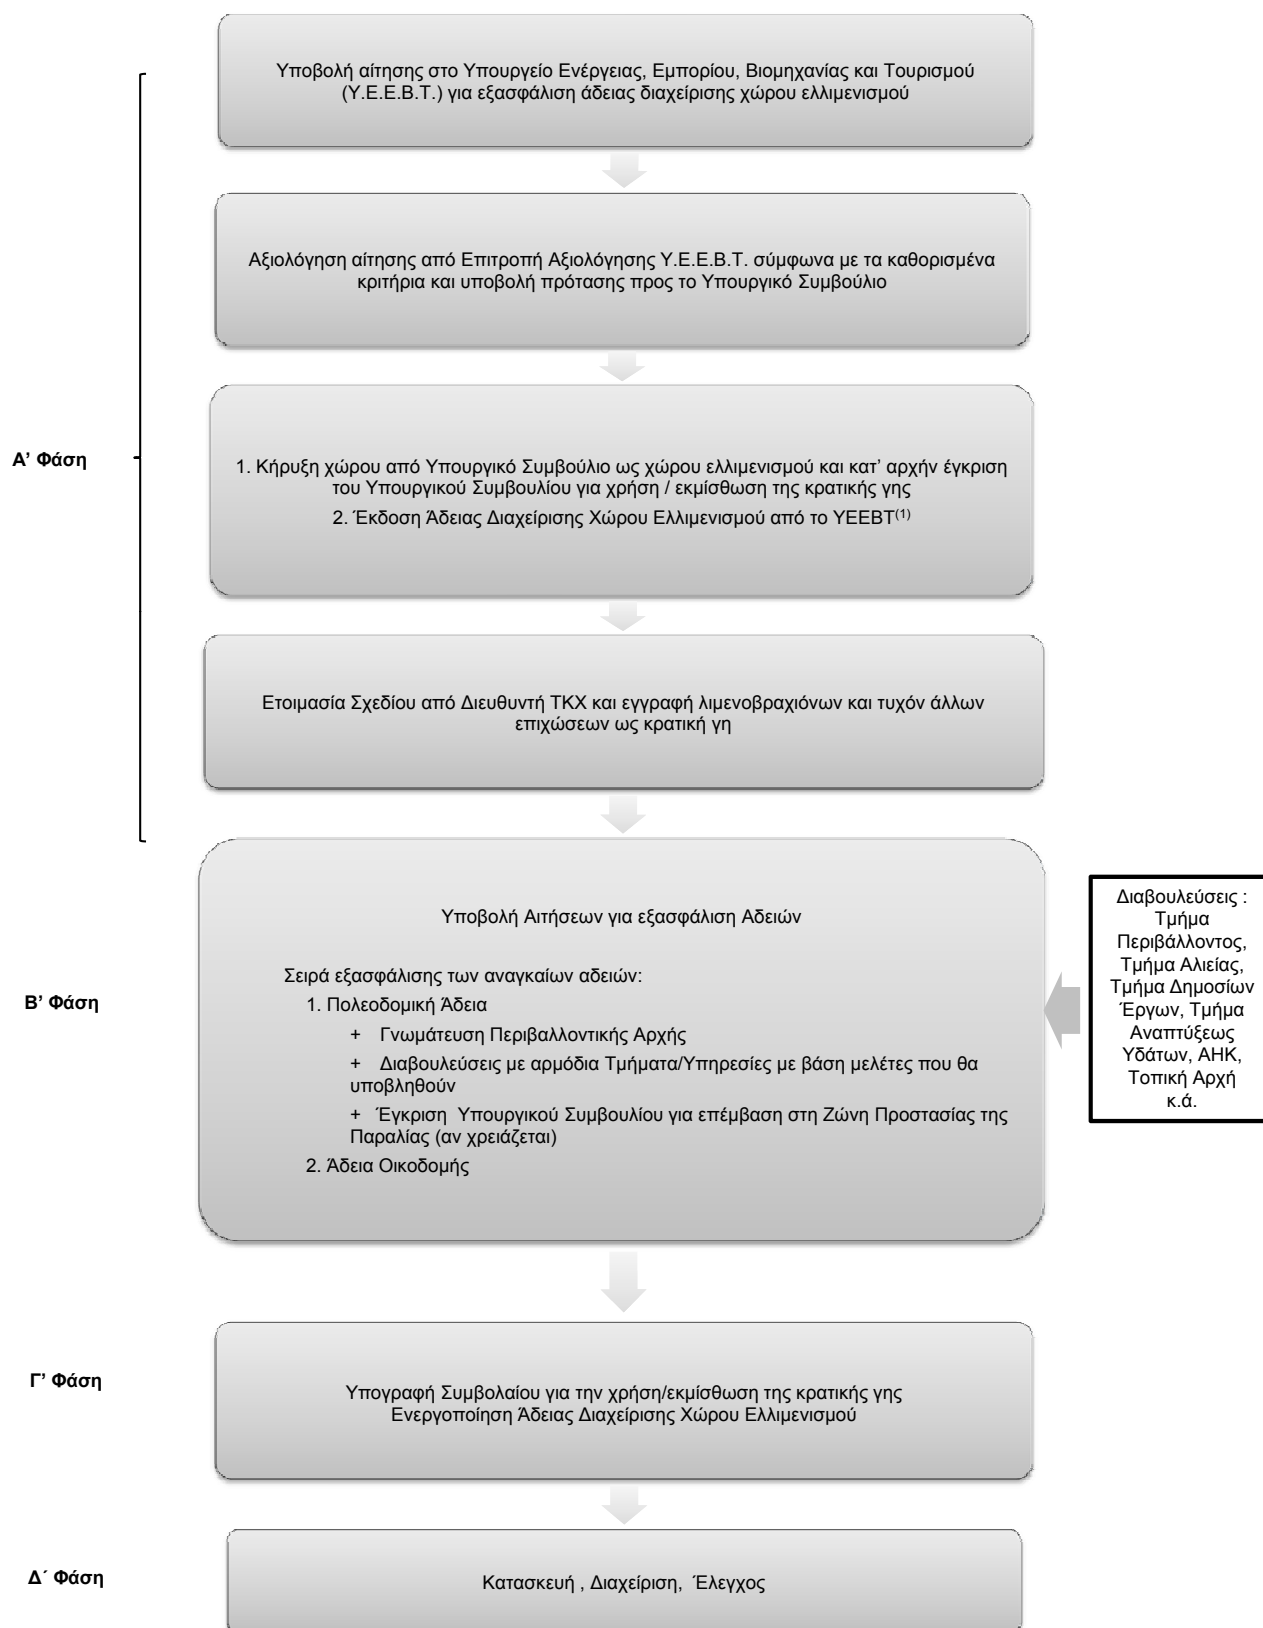 Υποβολή αίτησης στο Υπουργείο Ενέργειας, Εμπορίου, Βιομηχανίας και Τουρισμού
(Υ.Ε.Ε.Β.Τ.) για εξασφάλιση άδειας διαχείρισης χώρου ελλιμενισμού
Αξιολόγηση αίτησης από Επιτροπή Αξιολόγησης Υ.Ε.Ε.Β.Τ. σύμφωνα με τα καθορισμένα
κριτήρια και υποβολή πρότασης προς το Υπουργικό Συμβούλιο
Α’ Φάση
1. Κήρυξη χώρου από Υπουργικό Συμβούλιο ως χώρου ελλιμενισμού και κατ’ αρχήν έγκριση
του Υπουργικού Συμβουλίου για χρήση / εκμίσθωση της κρατικής γης
2. Έκδοση Άδειας Διαχείρισης Χώρου Ελλιμενισμού από το ΥΕΕΒΤ(1)
Ετοιμασία Σχεδίου από Διευθυντή ΤΚΧ και εγγραφή λιμενοβραχιόνων και τυχόν άλλων
επιχώσεων ως κρατική γη
Β’ Φάση
Υποβολή Αιτήσεων για εξασφάλιση Αδειών
Σειρά εξασφάλισης των αναγκαίων αδειών:
1. Πολεοδομική Άδεια
+ Γνωμάτευση Περιβαλλοντικής Αρχής
+ Διαβουλεύσεις με αρμόδια Τμήματα/Υπηρεσίες με βάση μελέτες που θα
υποβληθούν
+ Έγκριση Υπουργικού Συμβουλίου για επέμβαση στη Ζώνη Προστασίας της
Παραλίας (αν χρειάζεται)
2. Άδεια Οικοδομής
Διαβουλεύσεις :
Τμήμα
Περιβάλλοντος,
Τμήμα Αλιείας,
Τμήμα Δημοσίων
Έργων, Τμήμα
Αναπτύξεως
Υδάτων, ΑΗΚ,
Τοπική Αρχή
κ.ά.
Γ’ Φάση
Υπογραφή Συμβολαίου για την χρήση/εκμίσθωση της κρατικής γης
Ενεργοποίηση Άδειας Διαχείρισης Χώρου Ελλιμενισμού
Δ΄ Φάση
Κατασκευή , Διαχείριση, Έλεγχος